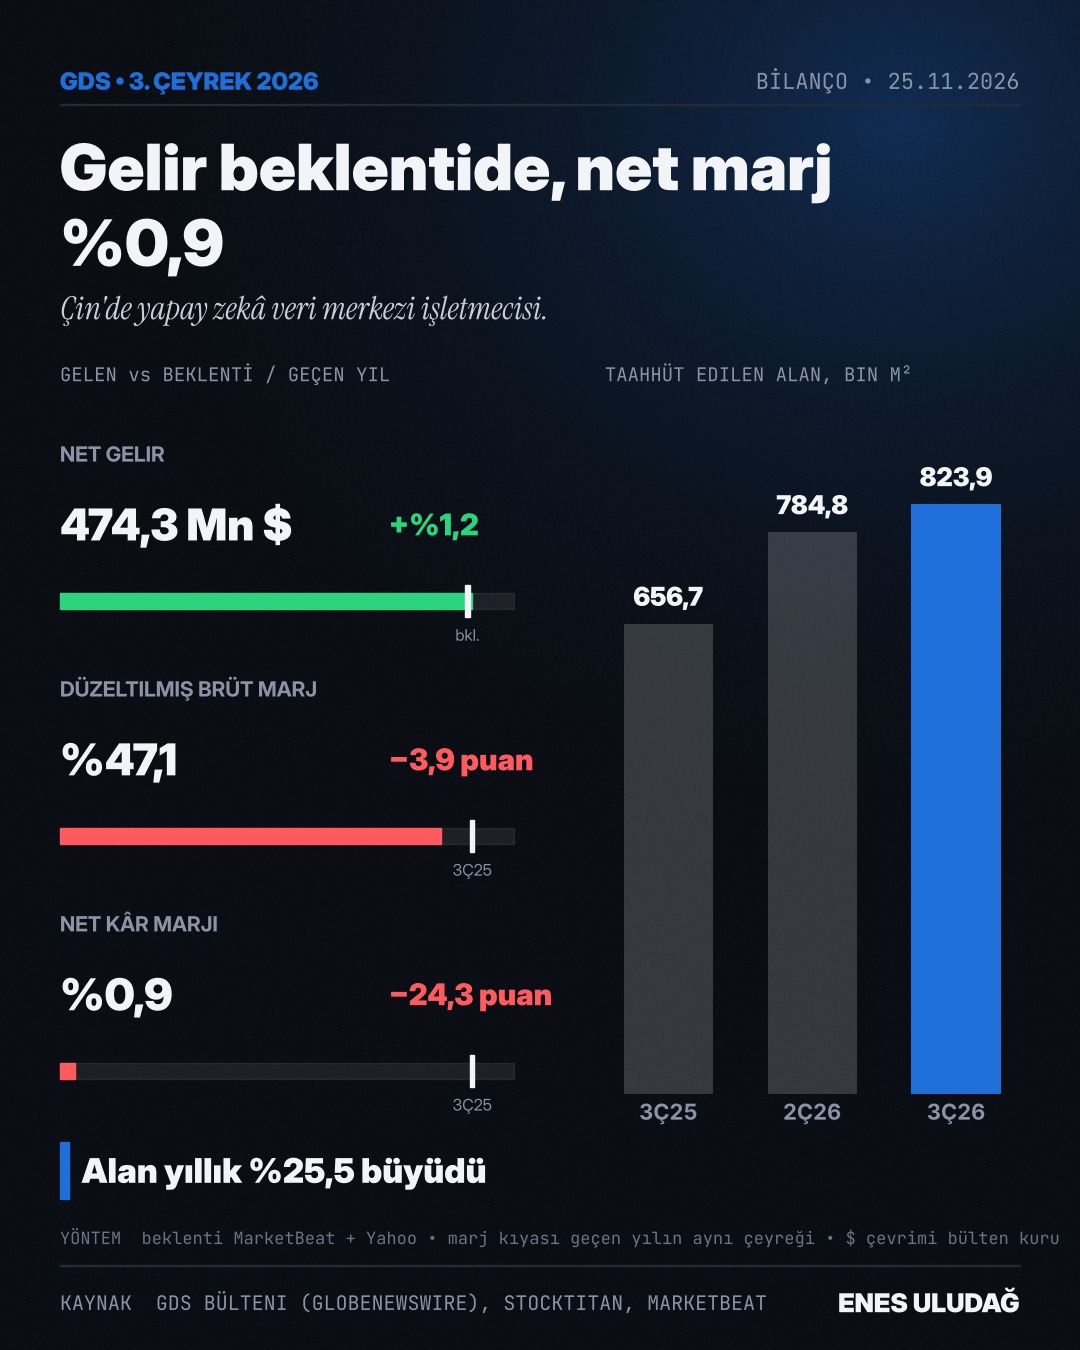 GDS • 3. ÇEYREK 2026
BİLANÇO • 25.11.2026
Gelir beklentide, net marj
%0,9
Çin'de yapay zekâ veri merkezi işletmecisi.
GELEN vs BEKLENTİ / GEÇEN YIL
NET GELIR
474,3 Mn $ +%1,2
bkl.
DÜZELTILMIŞ BRÜT MARJ
%47,1 −3,9 puan
3Ç25
NET KÂR MARJI
%0,9 −24,3 puan
3Ç25
TAAHHÜT EDILEN ALAN, BIN M²
656,7
784,8
823,9
3Ç25 2Ç26 3Ç26
Alan yıllık %25,5 büyüdü
YÖNTEM beklenti MarketBeat + Yahoo • marj kıyası geçen yılın aynı çeyreği • $ çevrimi bülten kuru
KAYNAK GDS BÜLTENI (GLOBENEWSWIRE), STOCKTITAN, MARKETBEAT
ENES ULUDAĞ